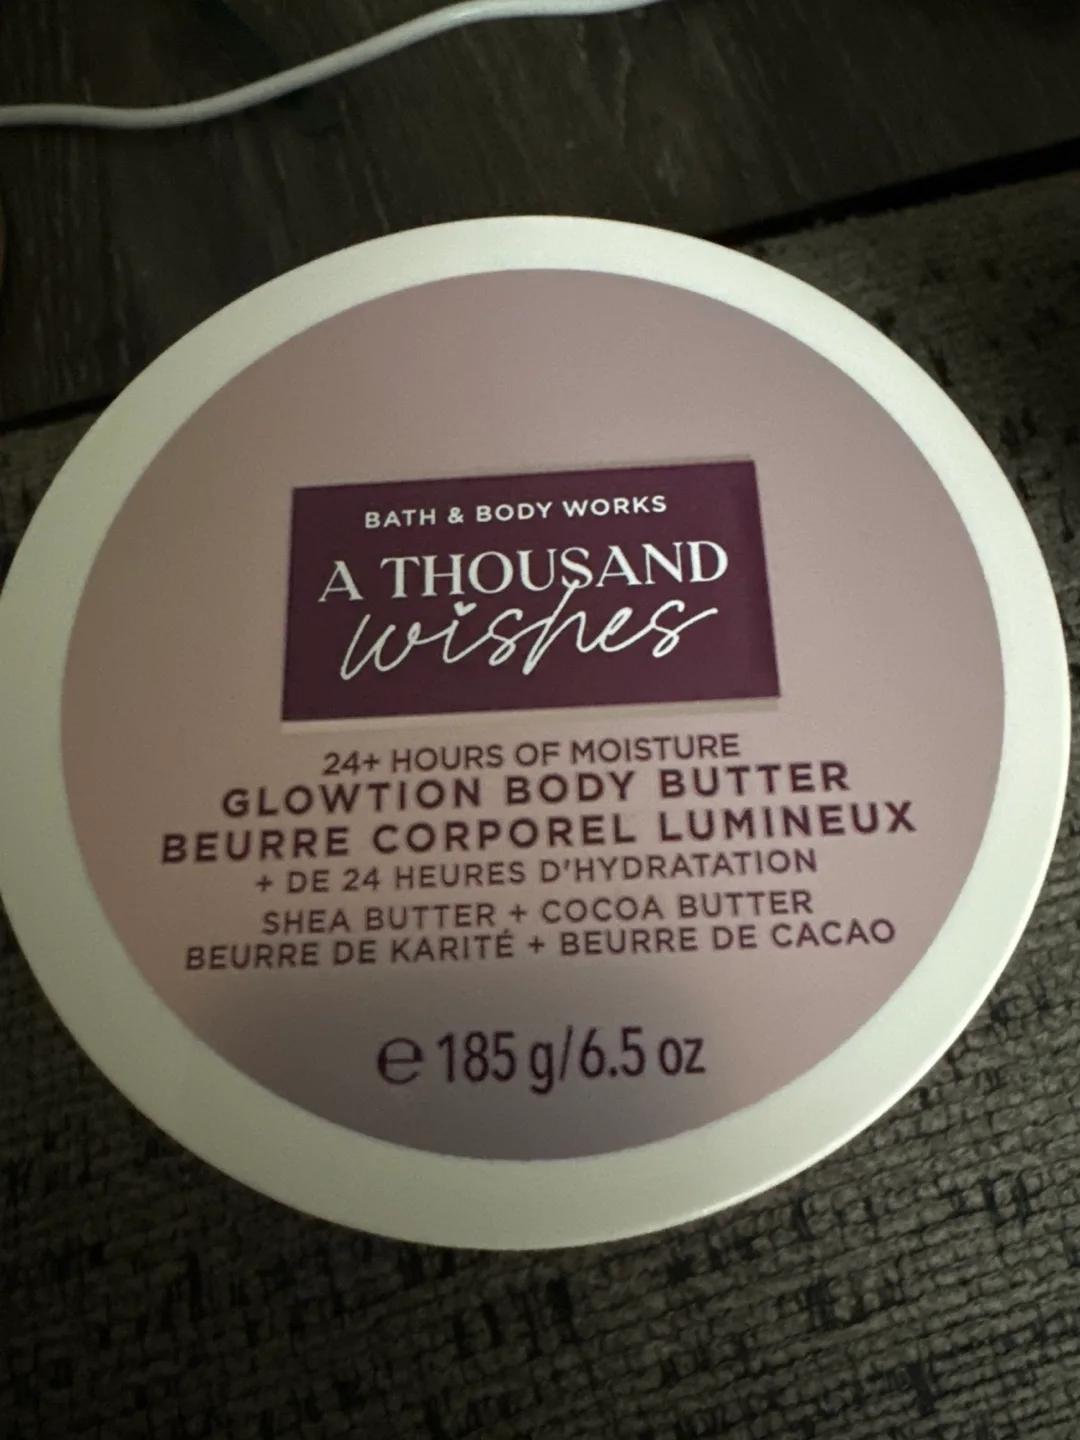 BATH & BODY WORKS
A THOUSAND
wishes
24+ HOURS OF MOISTURE
GLOWTION BODY BUTTER
BEURRE CORPOREL LUMINEUX
+ DE 24 HEURES D'HYDRATATION
SHEA BUTTER + COCOA BUTTER
BEURRE DE KARITÉ + BEURRE DE CACAO
℮ 185 g/6.5 oz